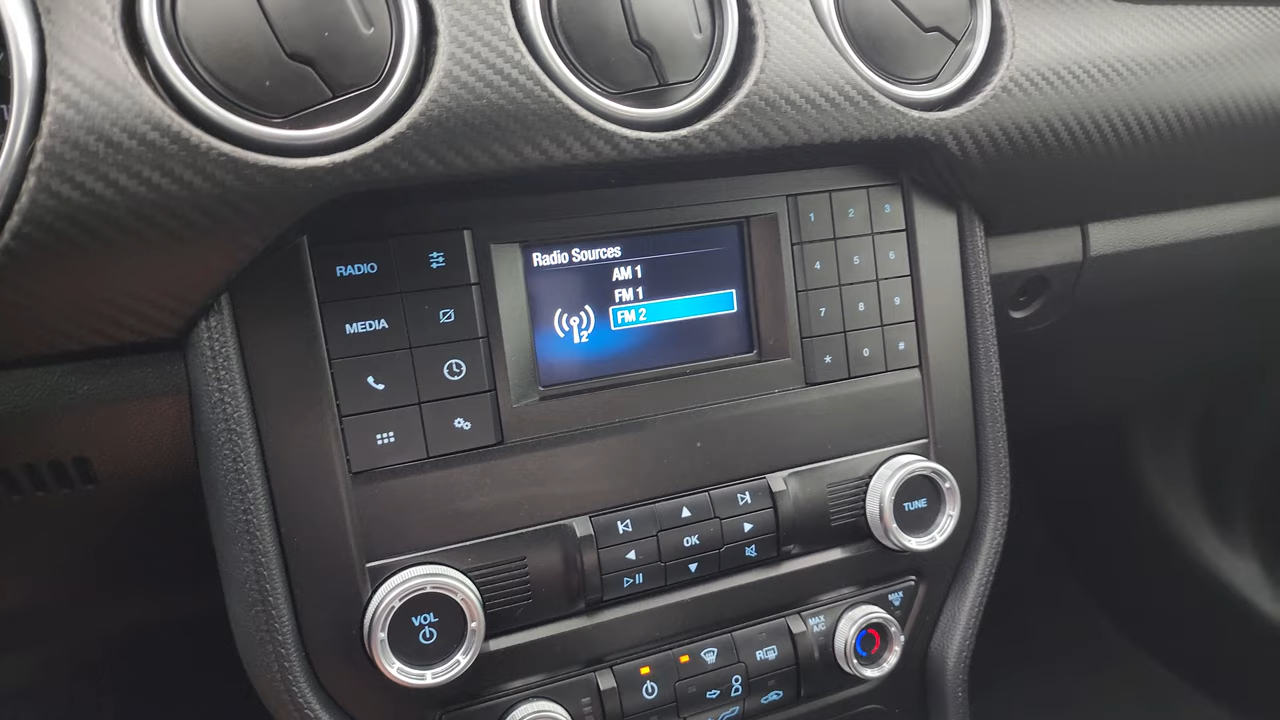 RADIO
MEDIA
Radio Sources
AM 1
FM 1
FM 2
2
1 2 3
4 5 6
7 8 9
* 0 #
OK
TUNE
VOL
MAX
A/C
MAX
R